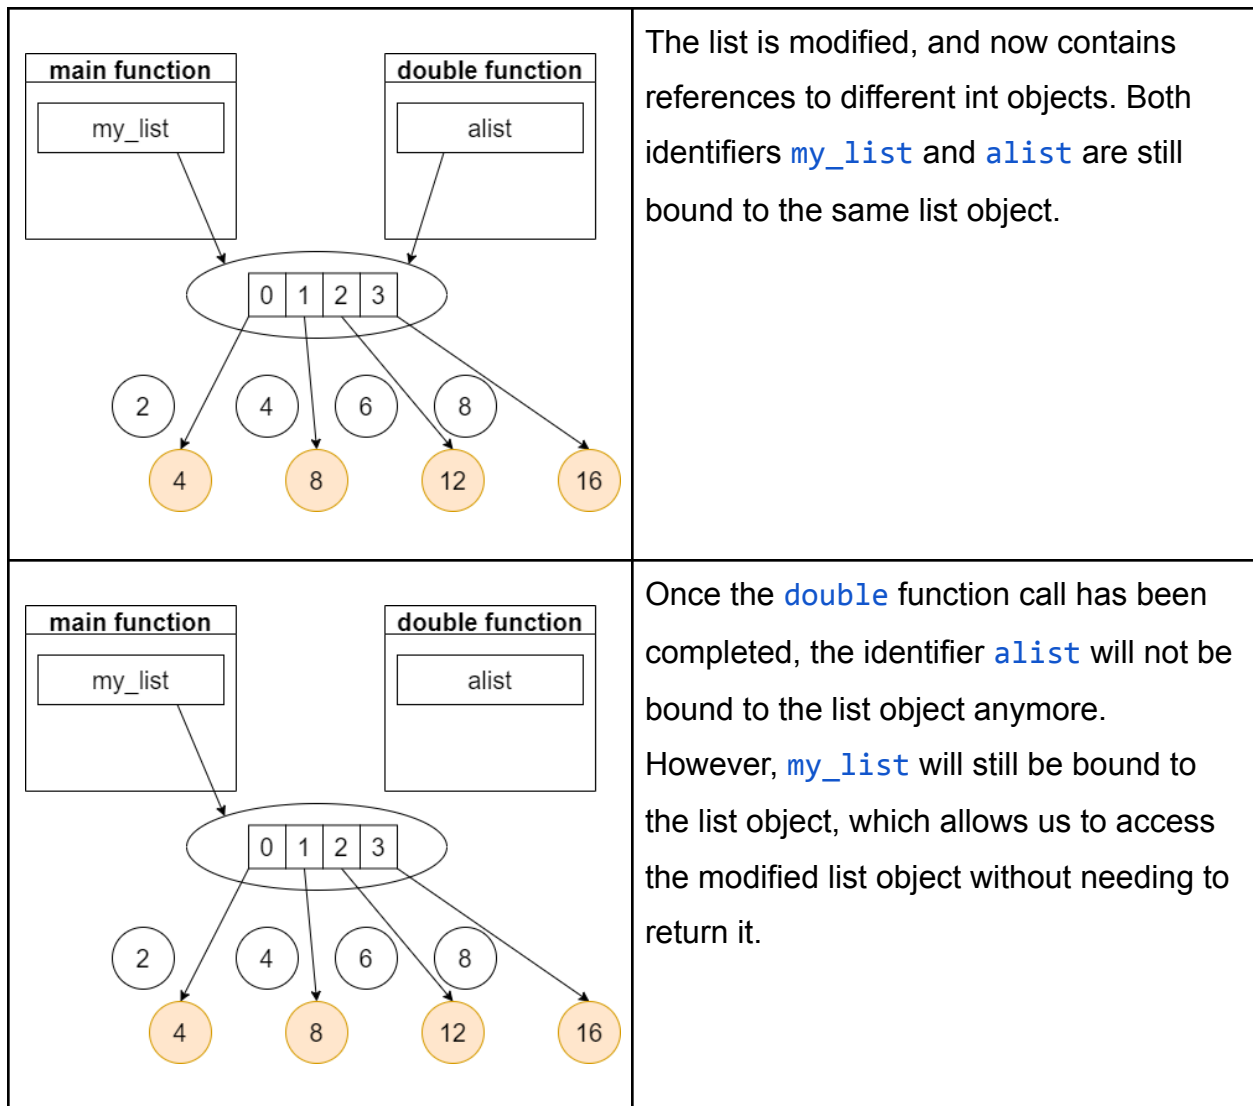 main function
double function
my_list
alist
0 1 2 3
2 4 6 8
4 8 12 16
The list is modified, and now contains
references to different int objects. Both
identifiers my_list and alist are still
bound to the same list object.
main function
double function
my_list
alist
0 1 2 3
2 4 6 8
4 8 12 16
Once the double function call has been
completed, the identifier alist will not be
bound to the list object anymore.
However, my_list will still be bound to
the list object, which allows us to access
the modified list object without needing to
return it.